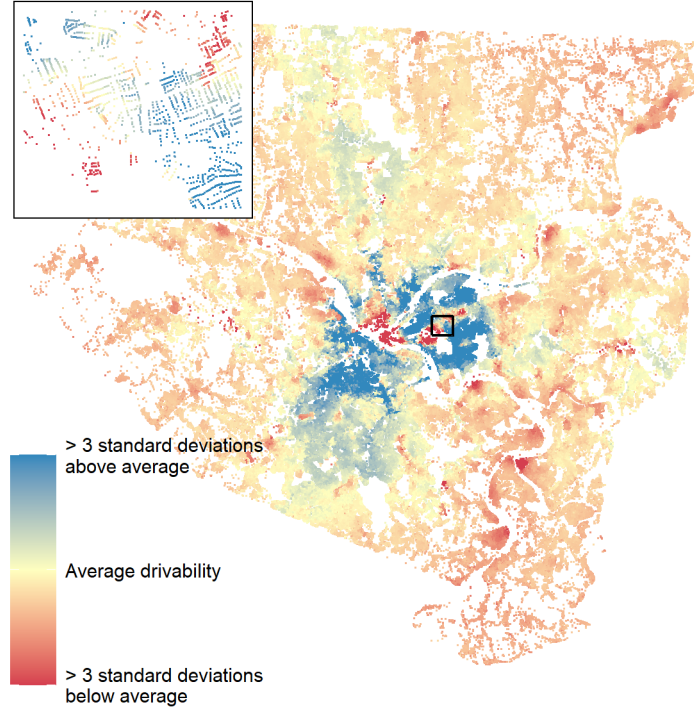 > 3 standard deviations
above average
Average drivability
> 3 standard deviations
below average